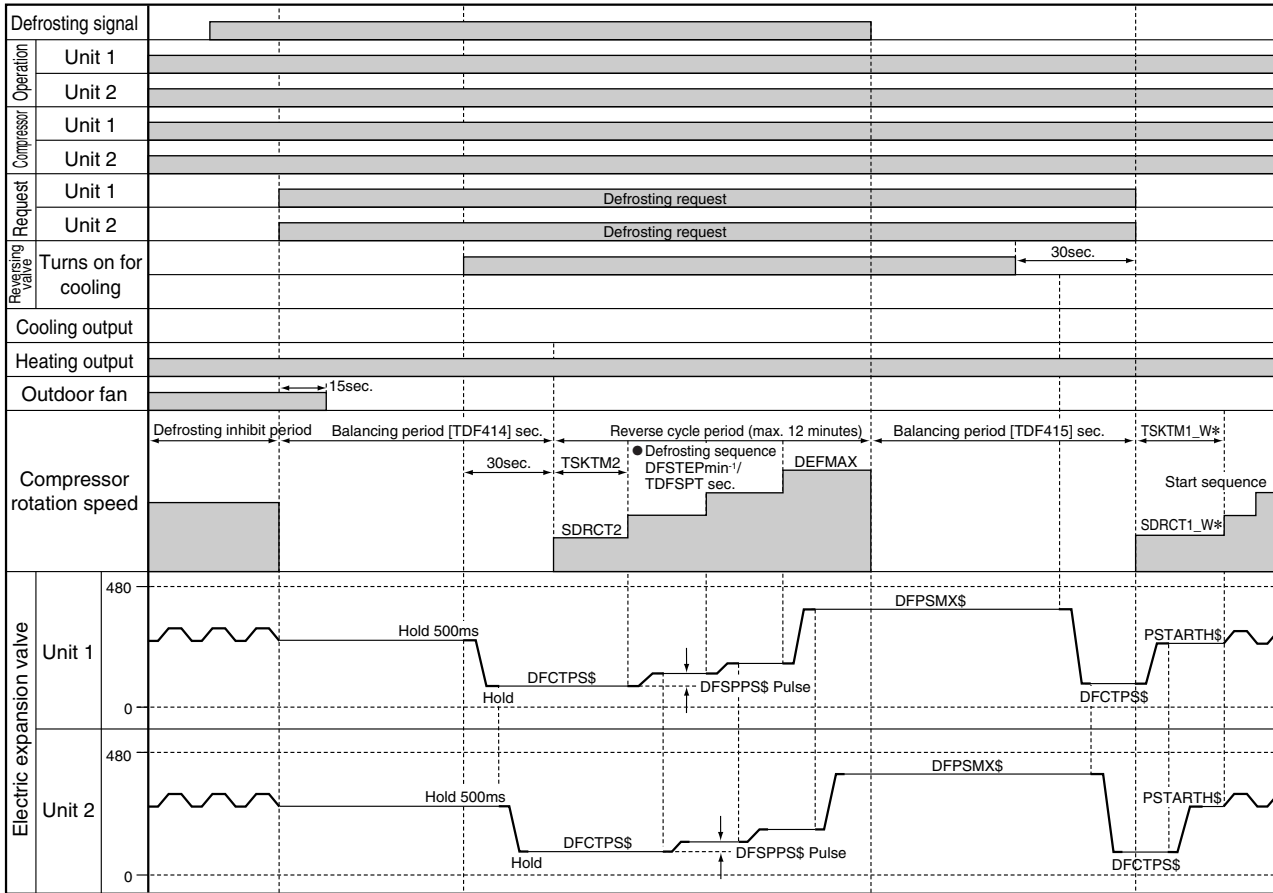 Defrosting signal
Operation
Unit 1
Unit 2
Compressor
Unit 1
Unit 2
Request
Unit 1
Defrosting request
Unit 2
Defrosting request
Reversing valve
Turns on for cooling
30sec.
Cooling output
Heating output
Outdoor fan
15sec.
Compressor rotation speed
Defrosting inhibit period
Balancing period [TDF414] sec.
Reverse cycle period (max. 12 minutes)
Balancing period [TDF415] sec.
TSKTM1_W*
30sec.
TSKTM2
● Defrosting sequence
DFSTEPmin⁻¹/
TDFSPT sec.
DEFMAX
Start sequence
SDRCT2
SDRCT1_W*
Electric expansion valve
Unit 1
480
0
Hold 500ms
Hold
DFCTPS$
DFSPPS$ Pulse
DFPSMX$
DFCTPS$
PSTARTH$
Unit 2
480
0
Hold 500ms
Hold
DFCTPS$
DFSPPS$ Pulse
DFPSMX$
DFCTPS$
PSTARTH$